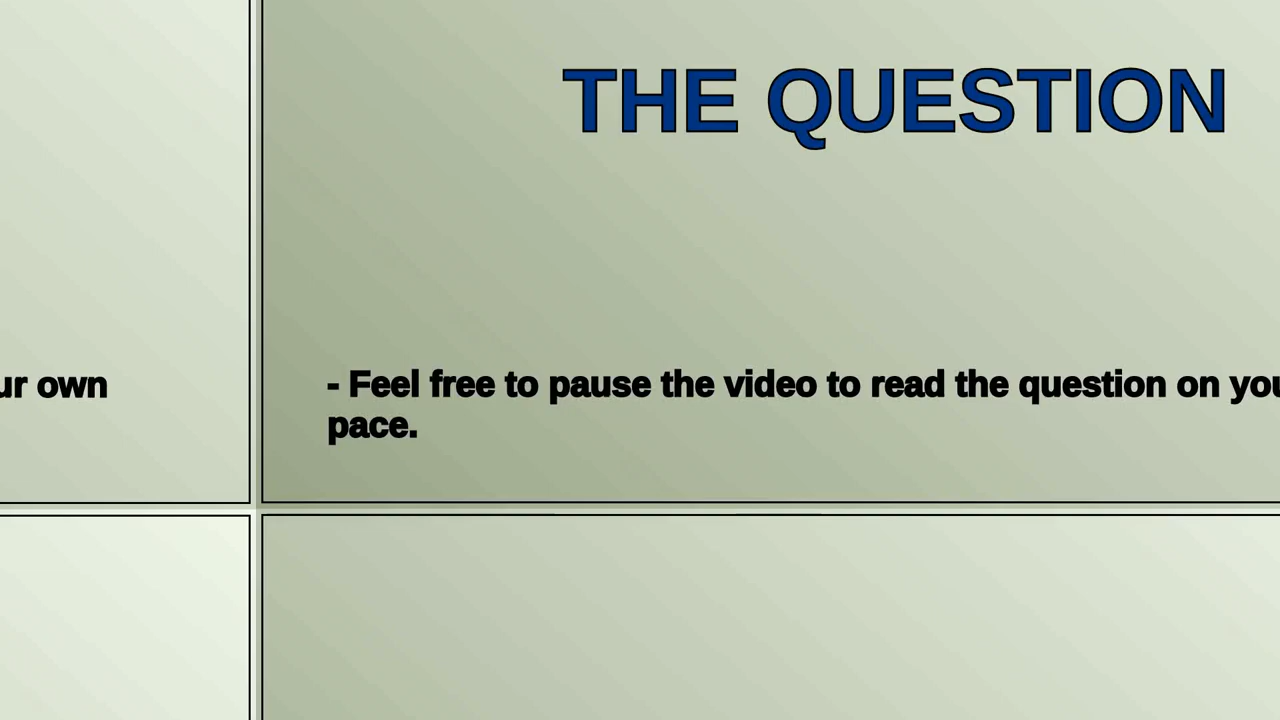 THE QUESTION
ur own
- Feel free to pause the video to read the question on you
pace.